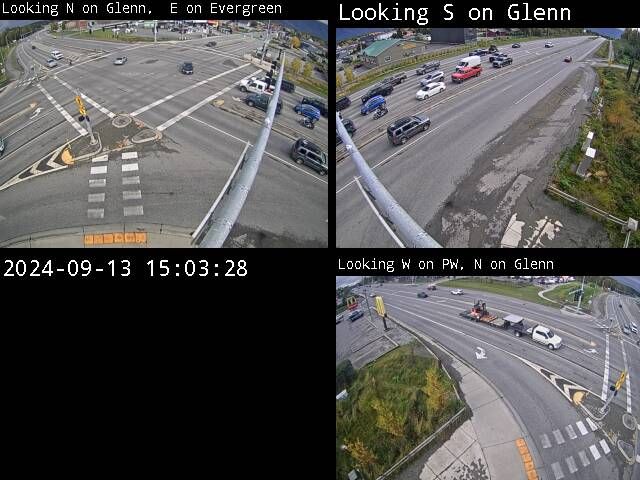 Looking N on Glenn, E on Evergreen
Looking S on Glenn
2024-09-13 15:03:28
Looking W on PW, N on Glenn